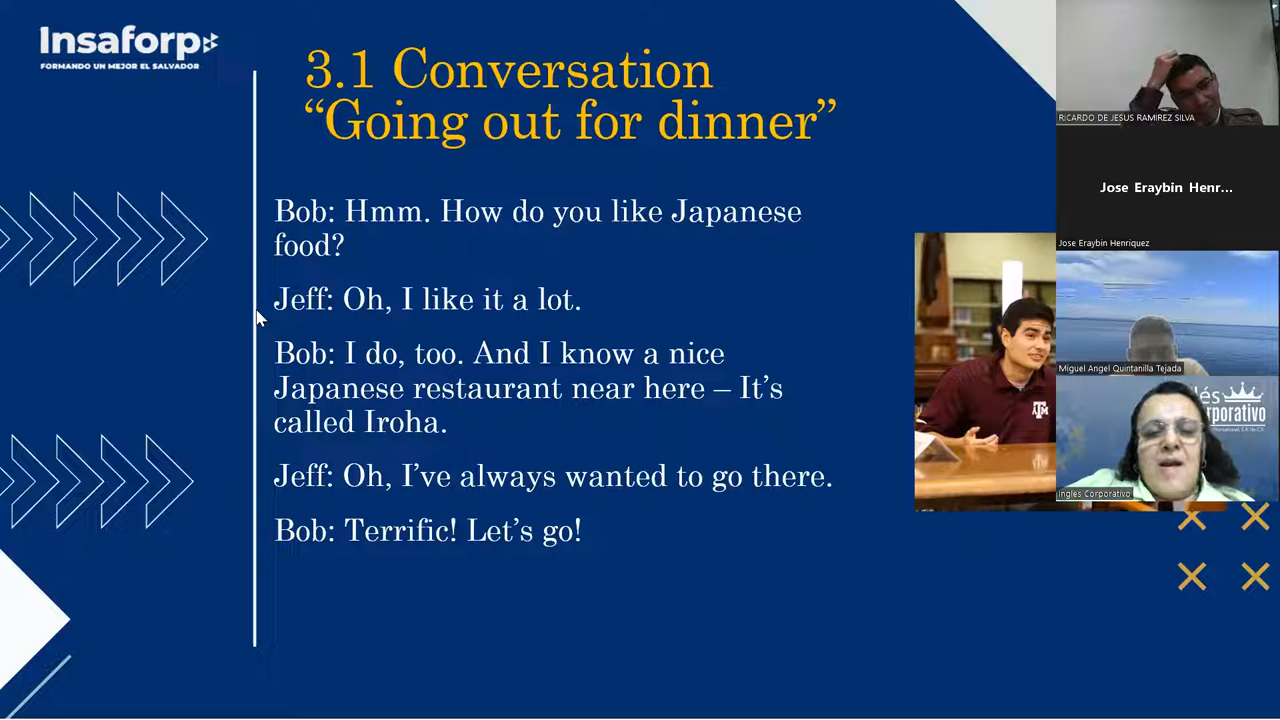 Insaforp
FORMANDO UN MEJOR EL SALVADOR
3.1 Conversation
“Going out for dinner”
Bob: Hmm. How do you like Japanese
food?
Jeff: Oh, I like it a lot.
Bob: I do, too. And I know a nice
Japanese restaurant near here – It’s
called Iroha.
Jeff: Oh, I’ve always wanted to go there.
Bob: Terrific! Let’s go!
RICARDO DE JESUS RAMIREZ SILVA
Jose Eraybin Henr...
Jose Eraybin Henriquez
Miguel Angel Quintanilla Tejada
Ingles Corporativo